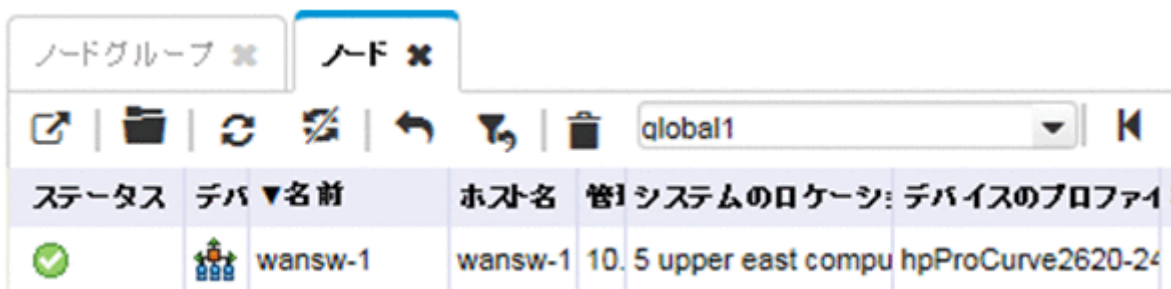 ノードグループ
ノード
global1
ステータス デバ ▼名前 ホスト名 管理 システムのロケーショ デバイスのプロファイ
wansw-1 wansw-1 10. 5 upper east compu hpProCurve2620-24